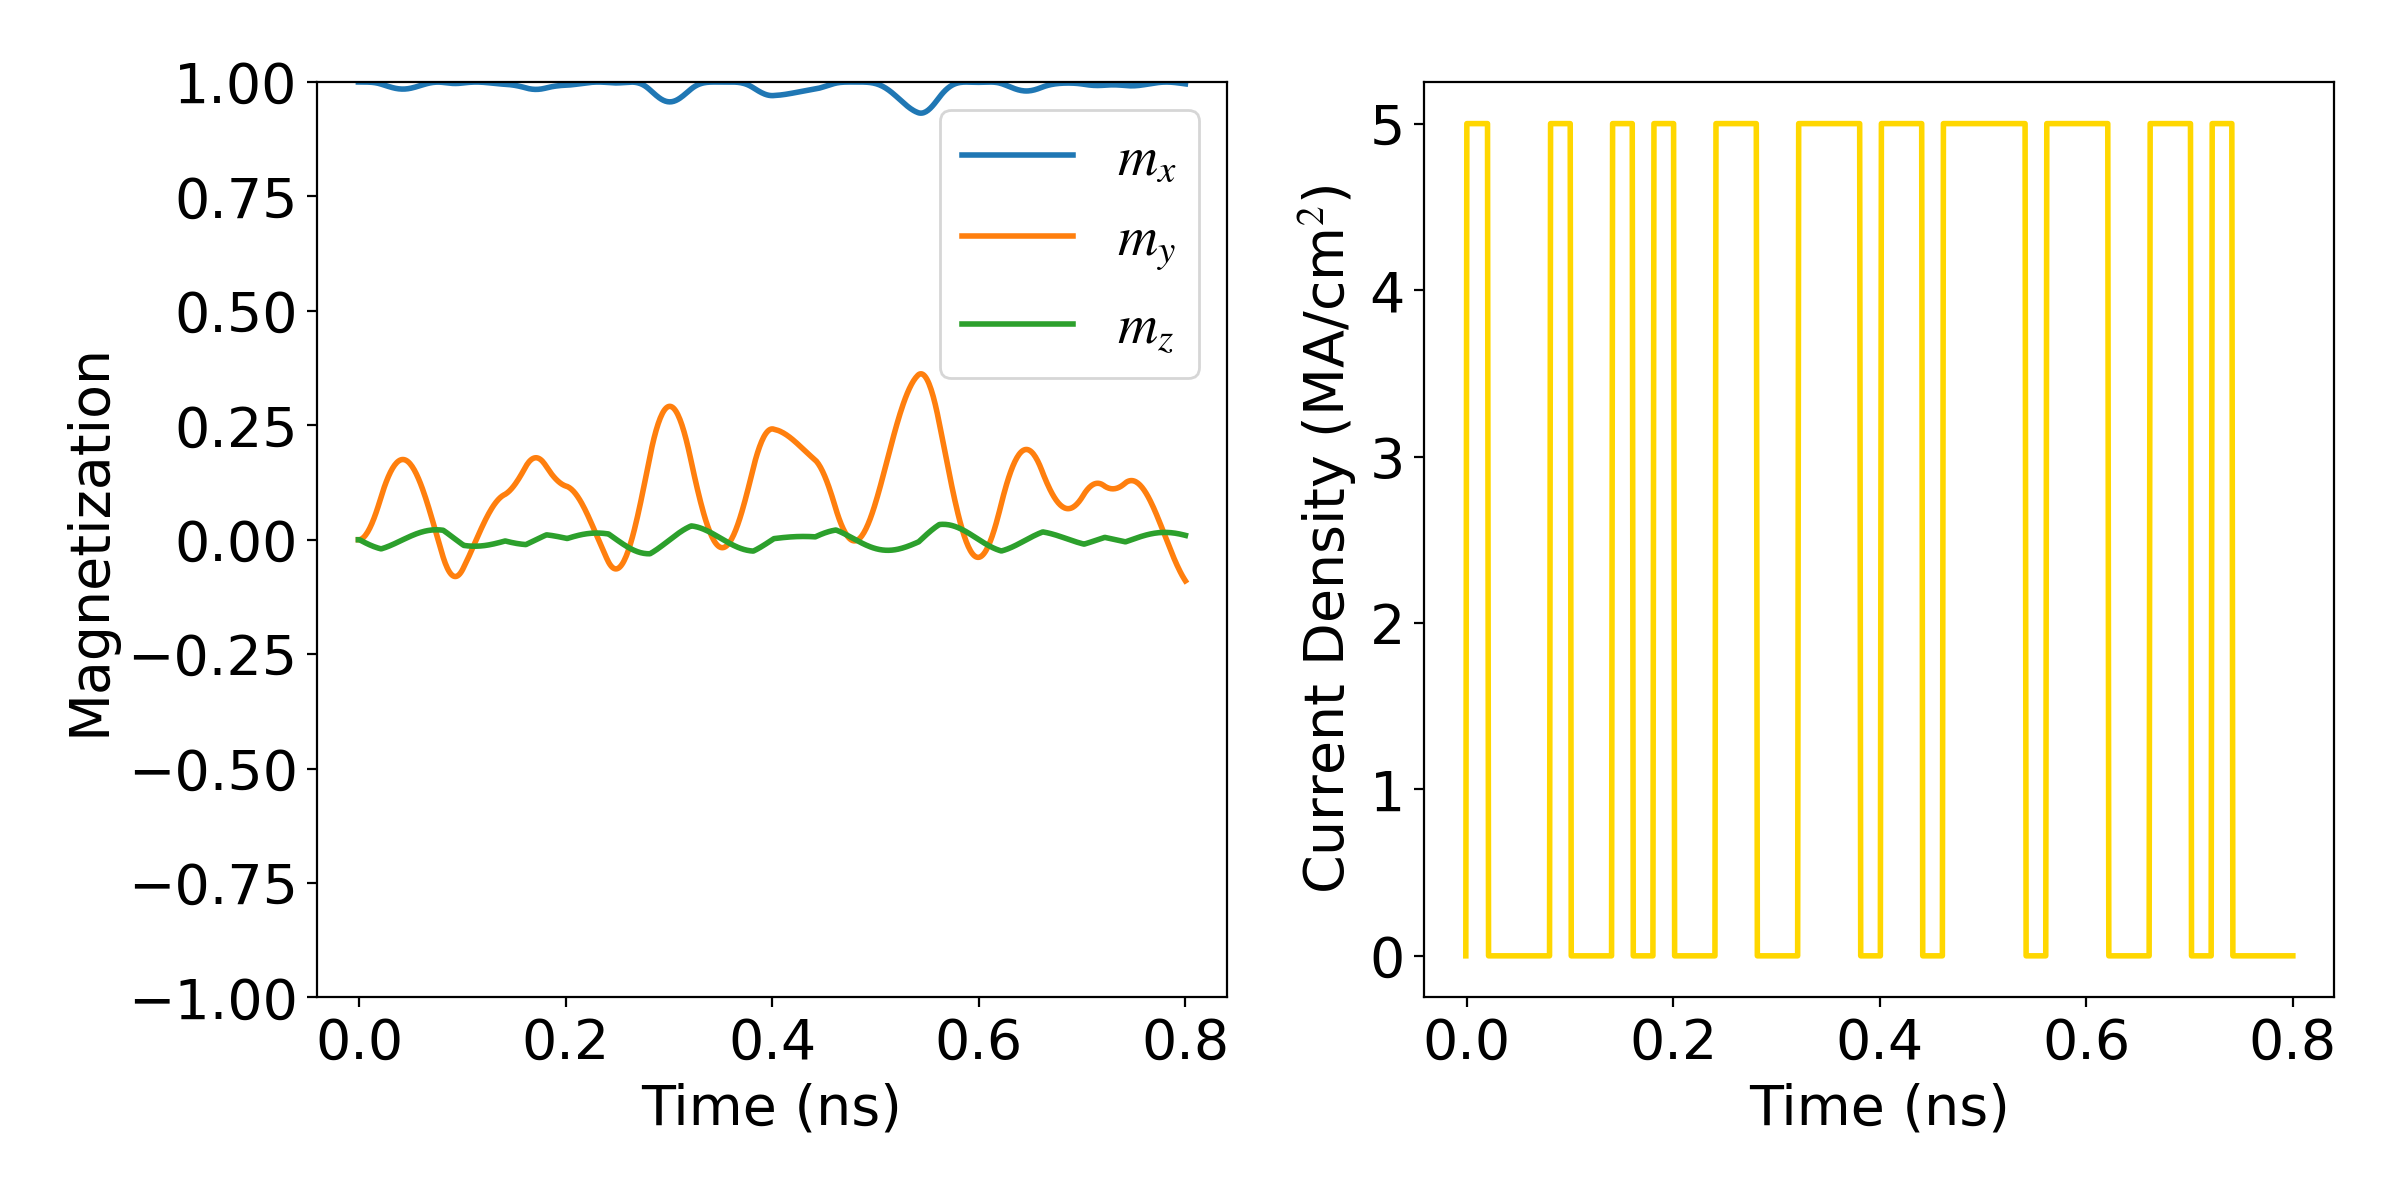 1.00
0.75
0.50
0.25
0.00
−0.25
−0.50
−0.75
−1.00
Magnetization
0.0 0.2 0.4 0.6 0.8
Time (ns)
m_x
m_y
m_z
5
4
3
2
1
0
Current Density (MA/cm²)
0.0 0.2 0.4 0.6 0.8
Time (ns)